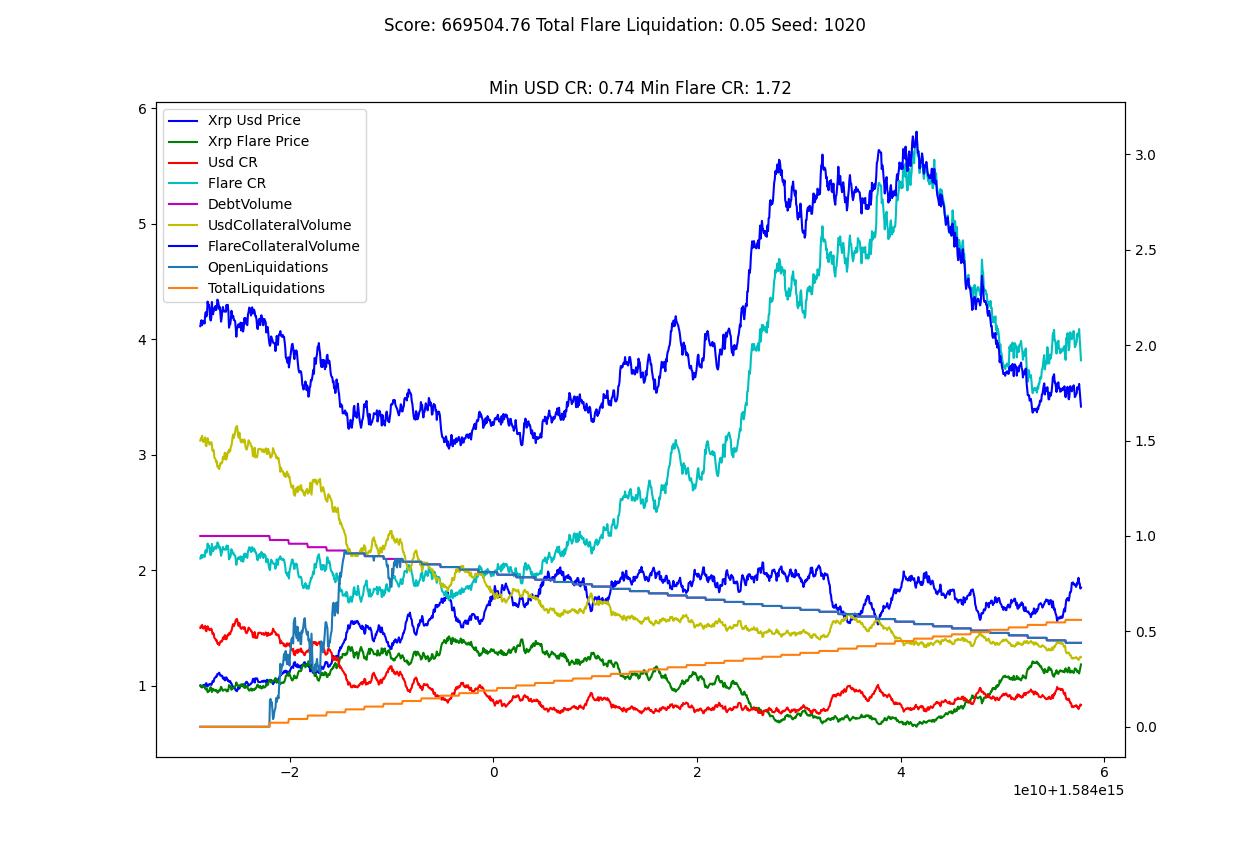 Score: 669504.76 Total Flare Liquidation: 0.05 Seed: 1020
Min USD CR: 0.74 Min Flare CR: 1.72
Xrp Usd Price
Xrp Flare Price
Usd CR
Flare CR
DebtVolume
UsdCollateralVolume
FlareCollateralVolume
OpenLiquidations
TotalLiquidations
6
5
4
3
2
1
3.0
2.5
2.0
1.5
1.0
0.5
0.0
−2
0
2
4
6
1e10+1.584e15